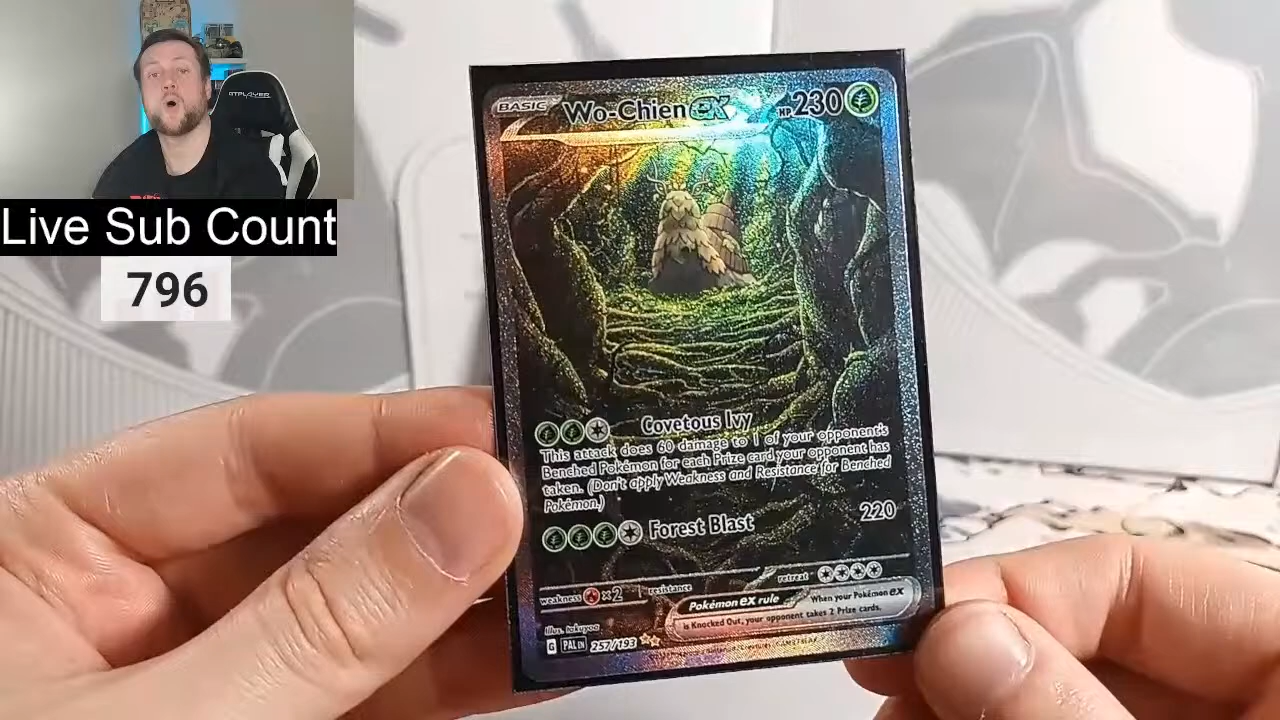 GTPLAYER
Live Sub Count
796
BASIC Wo-Chien ex HP 230
Covetous Ivy
This attack does 60 damage to 1 of your opponent's
Benched Pokémon for each Prize card your opponent has
taken. (Don't apply Weakness and Resistance for Benched
Pokémon.)
Forest Blast 220
weakness ×2 resistance retreat
Pokémon ex rule When your Pokémon ex
is Knocked Out, your opponent takes 2 Prize cards.
Illus. takuyoa
G PAL EN 257/193